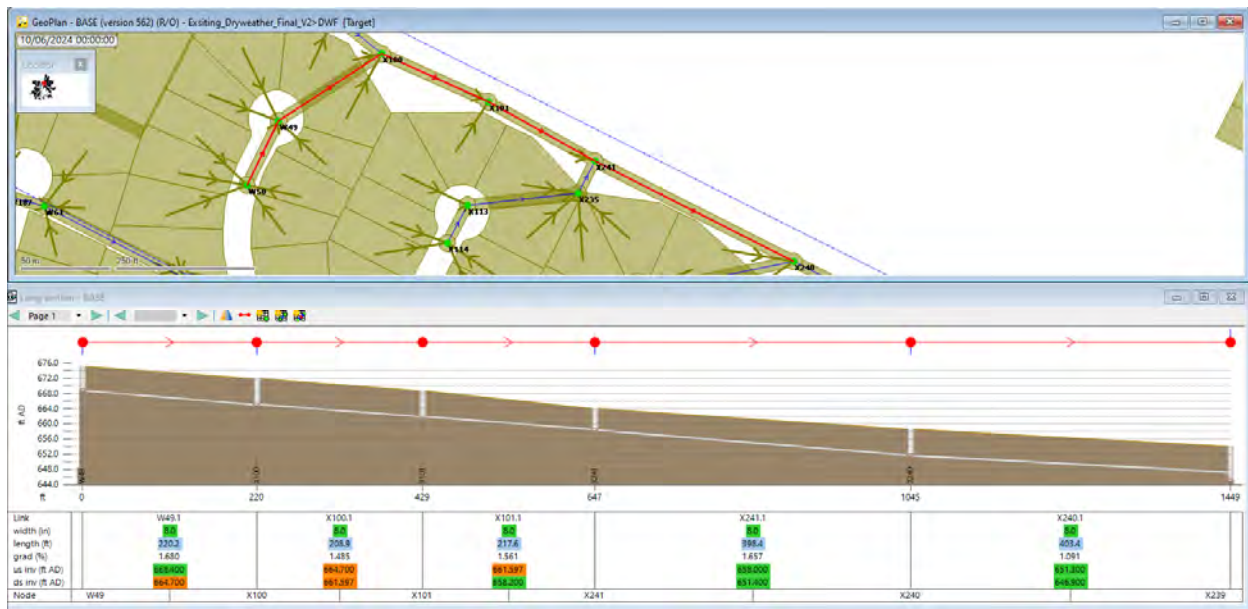 GeoPlan - BASE (version 562) (R/O) - Exsiting_Dryweather_Final_V2>DWF [Target]
10/06/2024 00:00:00
Locator
X100
X101
W49
X241
W50
X235
W63
X113
X114
X240
50 m
250 ft
Long section - BASE
Page 1
676.0
672.0
668.0
664.0
660.0
656.0
652.0
648.0
644.0
ft AD
ft 0 220 429 647 1045 1449
Link W49.1 X100.1 X101.1 X241.1 X240.1
width (in) 8.0 8.0 8.0 8.0 8.0
length (ft) 220.2 208.9 217.6 398.4 403.4
grad (%) 1.680 1.485 1.561 1.657 1.091
us inv (ft AD) 668.400 664.700 661.597 658.000 651.300
ds inv (ft AD) 664.700 661.597 658.200 651.400 646.900
Node W49 X100 X101 X241 X240 X239